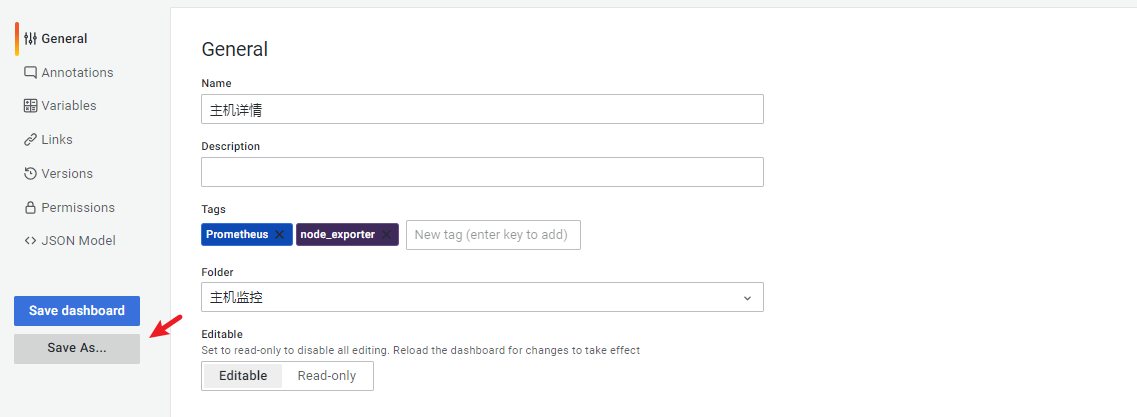 General
Annotations
Variables
Links
Versions
Permissions
JSON Model
Save dashboard
Save As...
General
Name
主机详情
Description
Tags
Prometheus
node_exporter
New tag (enter key to add)
Folder
主机监控
Editable
Set to read-only to disable all editing. Reload the dashboard for changes to take effect
Editable
Read-only